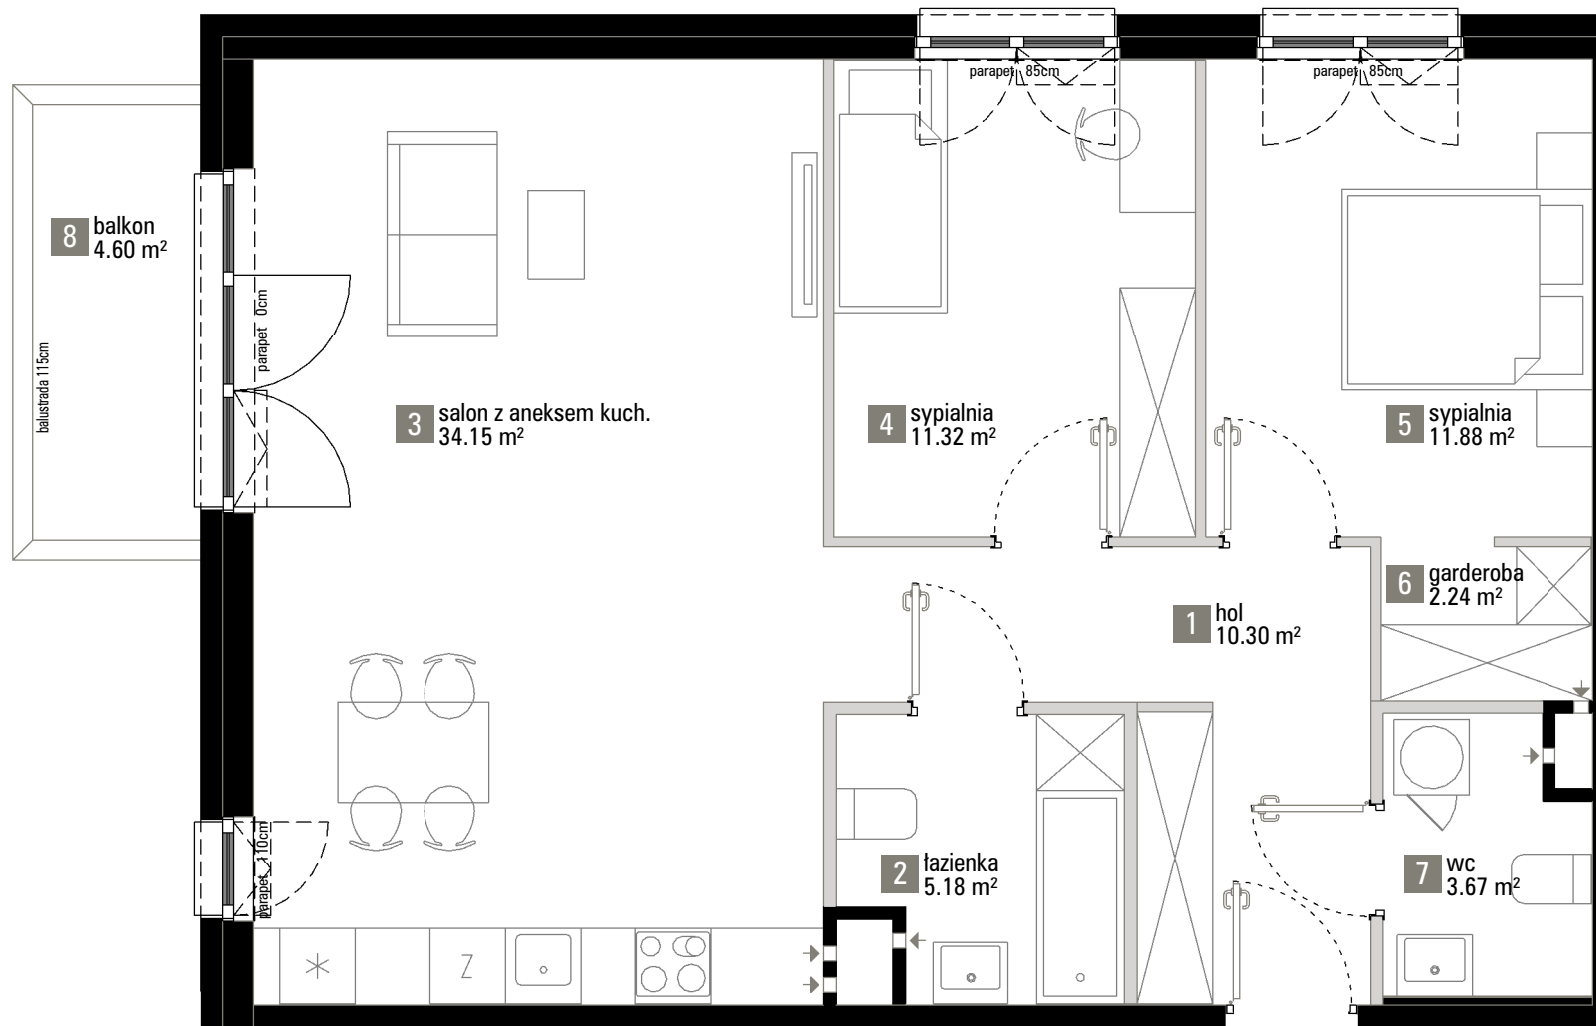 parapet 85cm
parapet 85cm
8 balkon
4.60 m²
balustrada 115cm
parapet 0cm
3 salon z aneksem kuch.
34.15 m²
4 sypialnia
11.32 m²
5 sypialnia
11.88 m²
6 garderoba
2.24 m²
1 hol
10.30 m²
parapet 110cm
2 łazienka
5.18 m²
7 wc
3.67 m²
Z